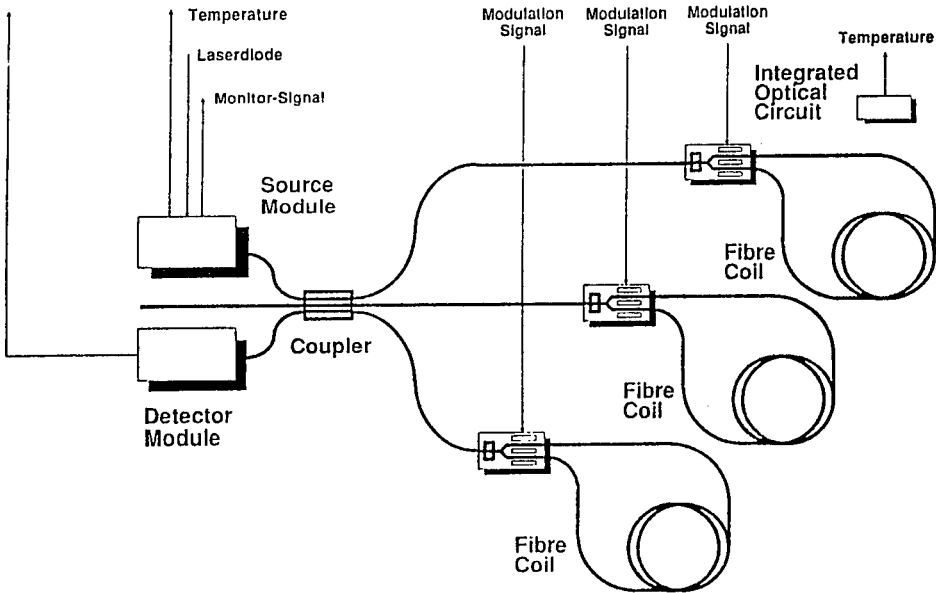 Temperature
Laserdiode
Monitor-Signal
Modulation
Signal
Modulation
Signal
Modulation
Signal
Temperature
Integrated
Optical
Circuit
Source
Module
Fibre
Coil
Coupler
Detector
Module
Fibre
Coil
Fibre
Coil